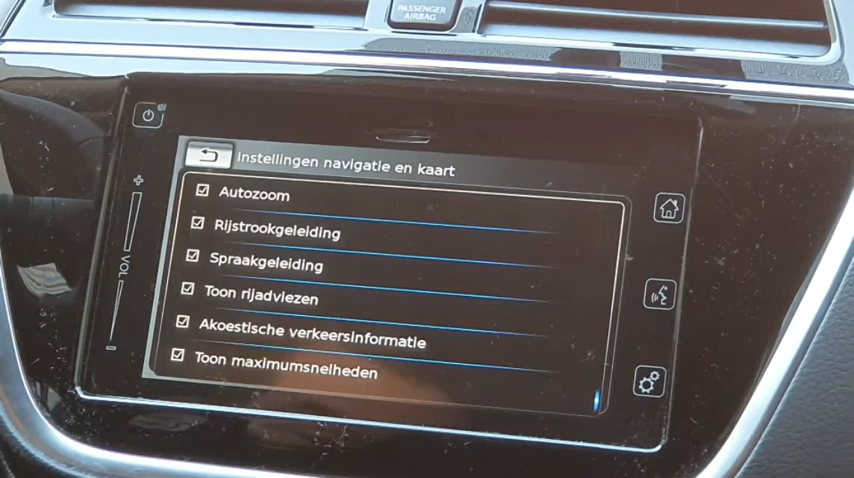 PASSENGER
AIRBAG
Instellingen navigatie en kaart
Autozoom
Rijstrookgeleiding
Spraakgeleiding
Toon rijadviezen
Akoestische verkeersinformatie
Toon maximumsnelheden
+
VOL
-